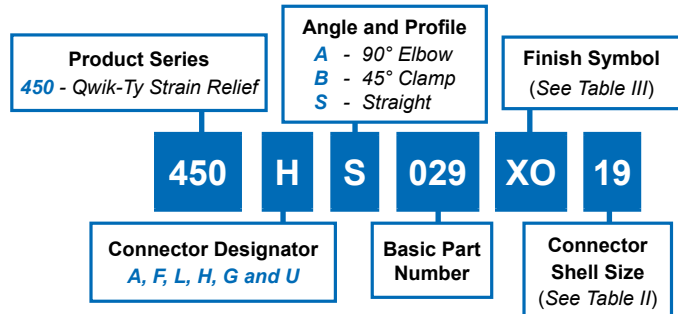 Product Series
450 - Qwik-Ty Strain Relief
Angle and Profile
A - 90° Elbow
B - 45° Clamp
S - Straight
Finish Symbol
(See Table III)
450 H S 029 XO 19
Connector Designator
A, F, L, H, G and U
Basic Part
Number
Connector
Shell Size
(See Table II)